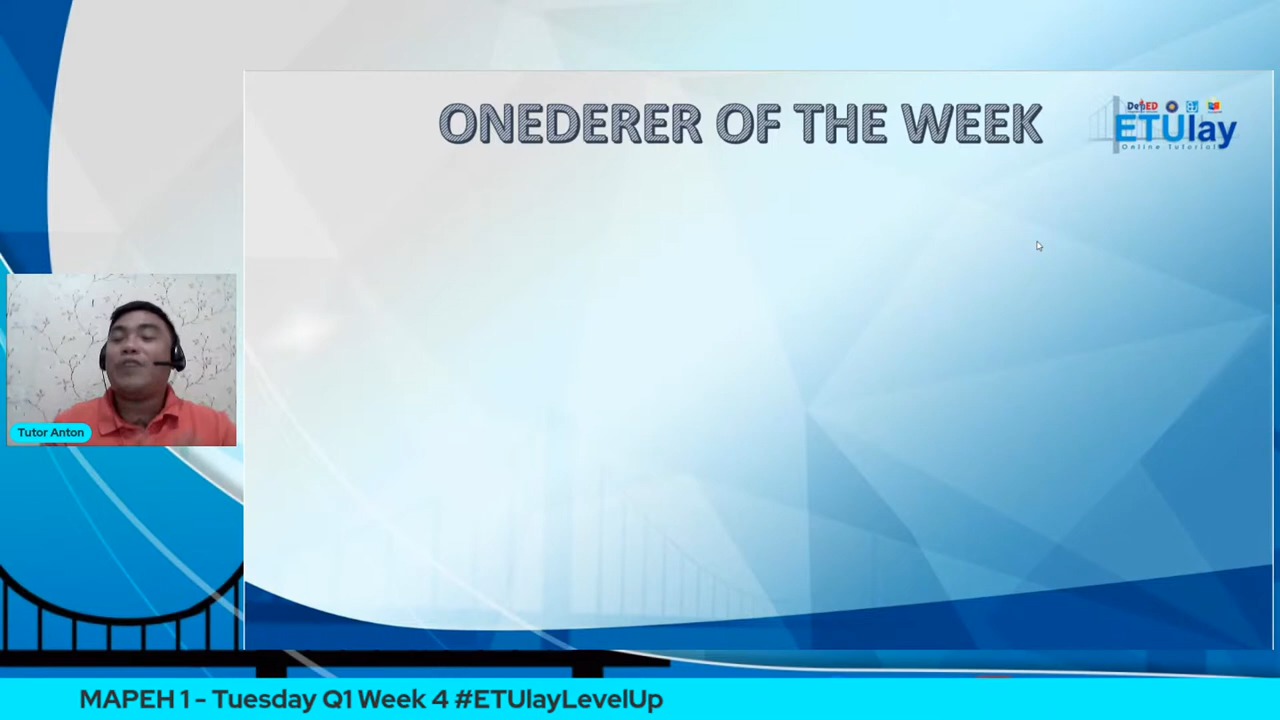 ONEDERER OF THE WEEK
DepED
ETUlay
Online Tutorial
Tutor Anton
MAPEH 1 - Tuesday Q1 Week 4 #ETUlayLevelUp